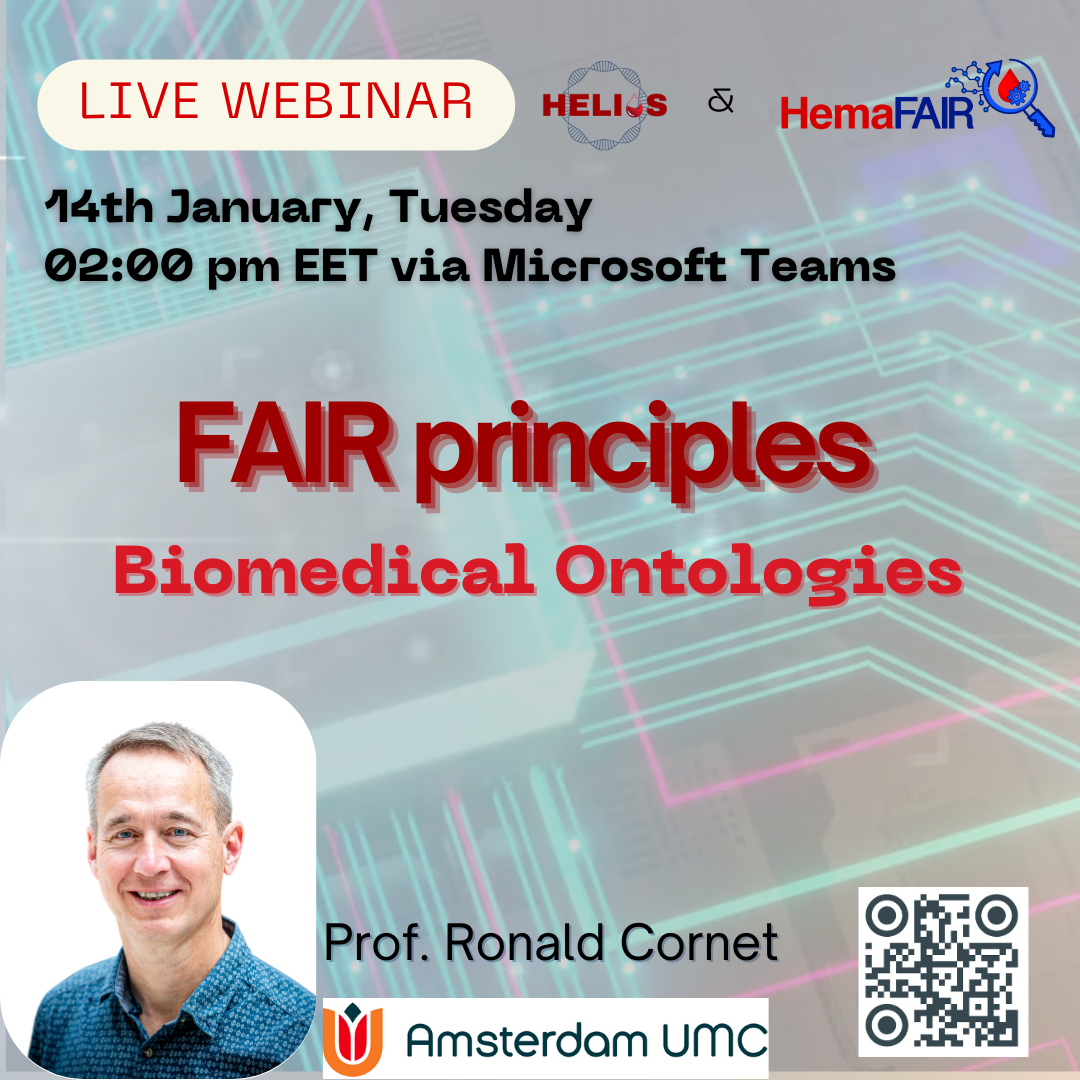 LIVE WEBINAR
HELIOS
&
HemaFAIR
14th January, Tuesday
02:00 pm EET via Microsoft Teams
FAIR principles
Biomedical Ontologies
Prof. Ronald Cornet
Amsterdam UMC